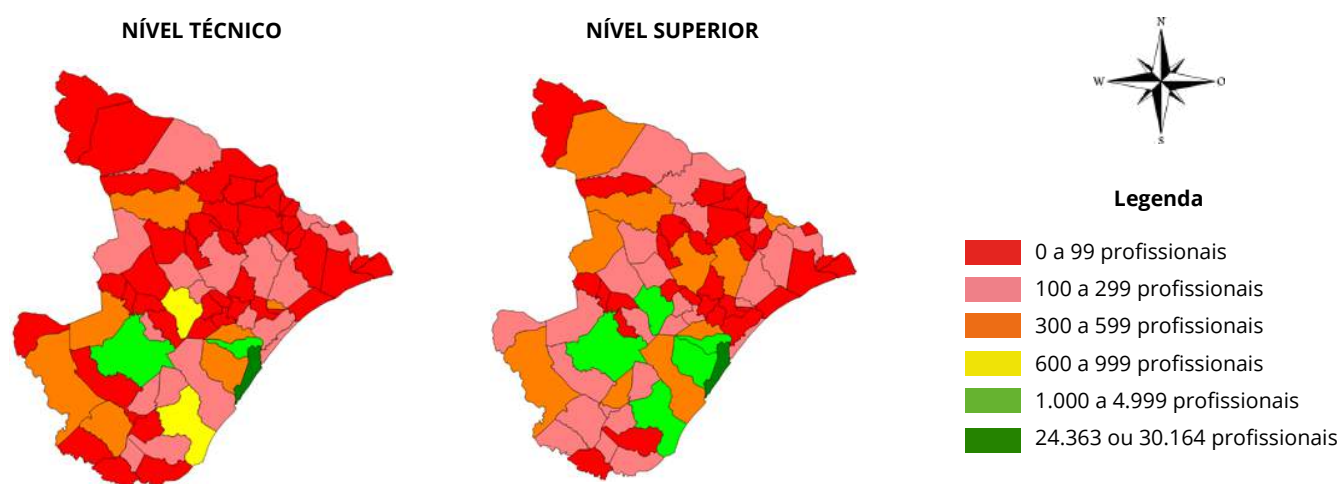 NÍVEL TÉCNICO
NÍVEL SUPERIOR
N
W O
S
Legenda
0 a 99 profissionais
100 a 299 profissionais
300 a 599 profissionais
600 a 999 profissionais
1.000 a 4.999 profissionais
24.363 ou 30.164 profissionais